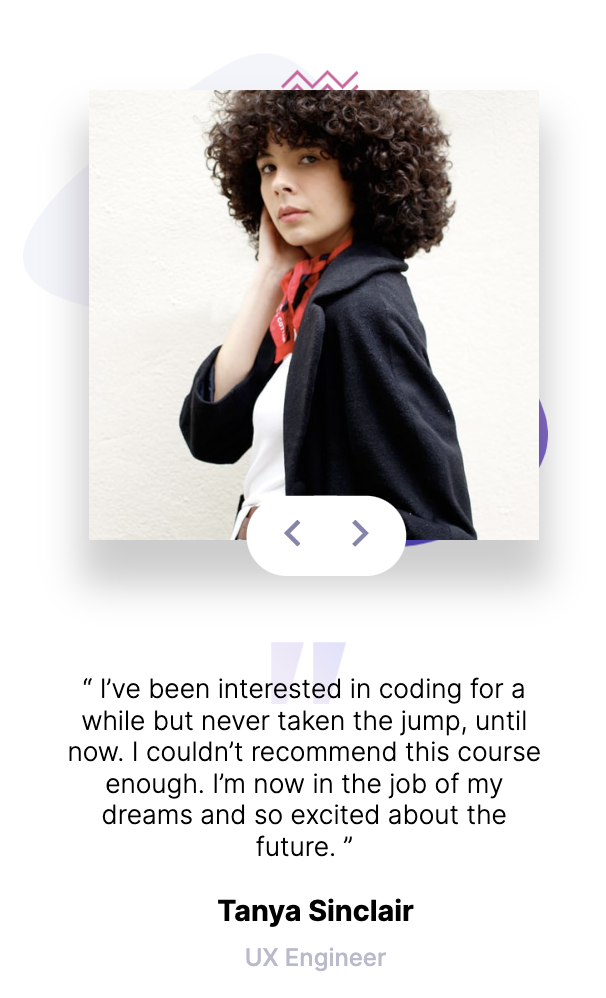 “ I’ve been interested in coding for a
while but never taken the jump, until
now. I couldn’t recommend this course
enough. I’m now in the job of my
dreams and so excited about the
future. ”
Tanya Sinclair
UX Engineer